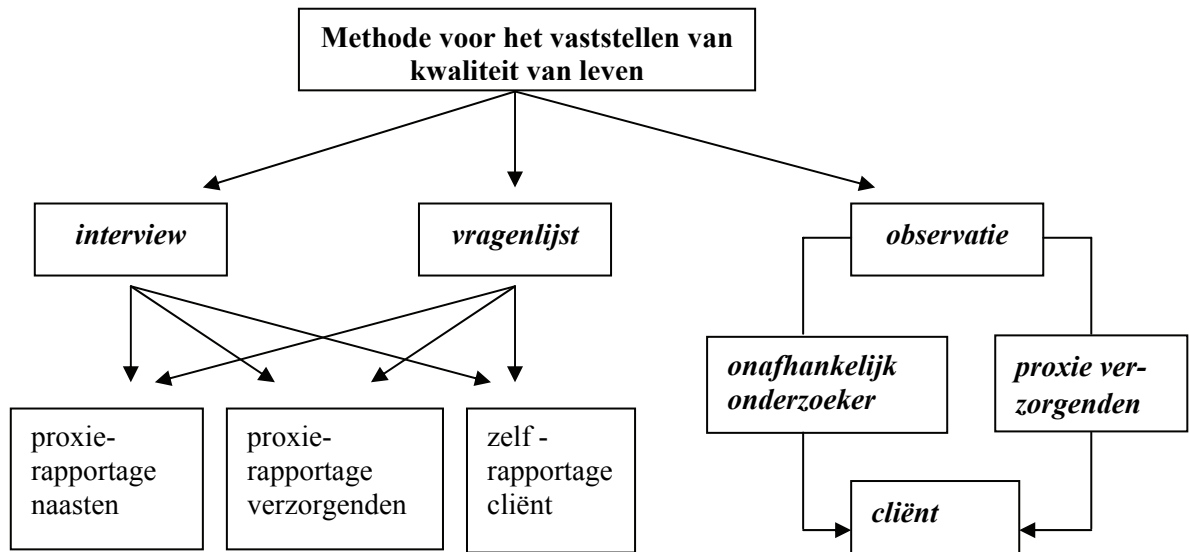 Methode voor het vaststellen van
kwaliteit van leven
interview
vragenlijst
observatie
onafhankelijk
onderzoeker
proxie ver-
zorgenden
proxie-
rapportage
naasten
proxie-
rapportage
verzorgenden
zelf -
rapportage
cliënt
cliënt